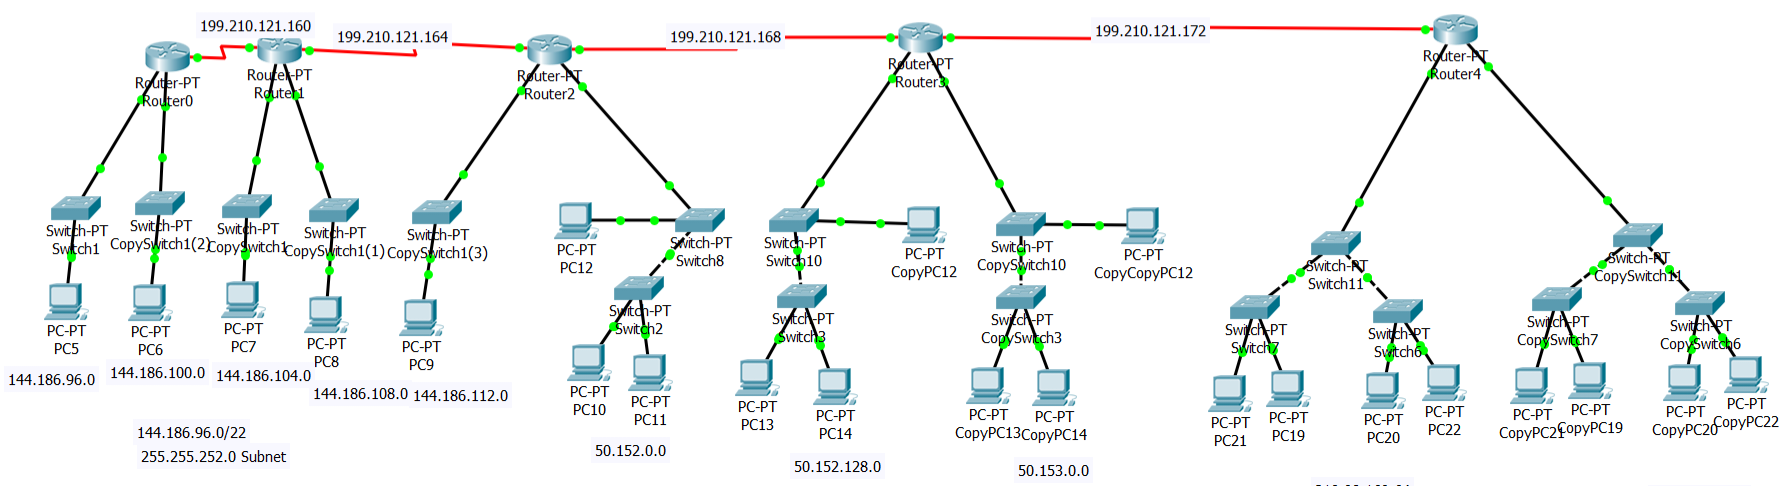 199.210.121.160
199.210.121.164
199.210.121.168
199.210.121.172
Router-PT
Router0
Router-PT
Router1
Router-PT
Router2
Router-PT
Router3
Router-PT
Router4
Switch-PT
Switch1
Switch-PT
CopySwitch1(2)
Switch-PT
CopySwitch1
Switch-PT
CopySwitch1(1)
Switch-PT
CopySwitch1(3)
PC-PT
PC12
Switch-PT
Switch8
Switch-PT
Switch10
PC-PT
CopyPC12
Switch-PT
CopySwitch10
PC-PT
CopyCopyPC12
Switch-PT
Switch11
Switch-PT
CopySwitch11
PC-PT
PC5
PC-PT
PC6
PC-PT
PC7
PC-PT
PC8
PC-PT
PC9
Switch-PT
Switch2
Switch-PT
Switch3
Switch-PT
CopySwitch3
Switch-PT
Switch7
Switch-PT
Switch6
Switch-PT
CopySwitch7
Switch-PT
CopySwitch6
PC-PT
PC10
PC-PT
PC11
PC-PT
PC13
PC-PT
PC14
PC-PT
CopyPC13
PC-PT
CopyPC14
PC-PT
PC21
PC-PT
PC19
PC-PT
PC20
PC-PT
PC22
PC-PT
CopyPC21
PC-PT
CopyPC19
PC-PT
CopyPC20
PC-PT
CopyPC22
144.186.96.0
144.186.100.0
144.186.104.0
144.186.108.0
144.186.112.0
144.186.96.0/22
255.255.252.0 Subnet
50.152.0.0
50.152.128.0
50.153.0.0